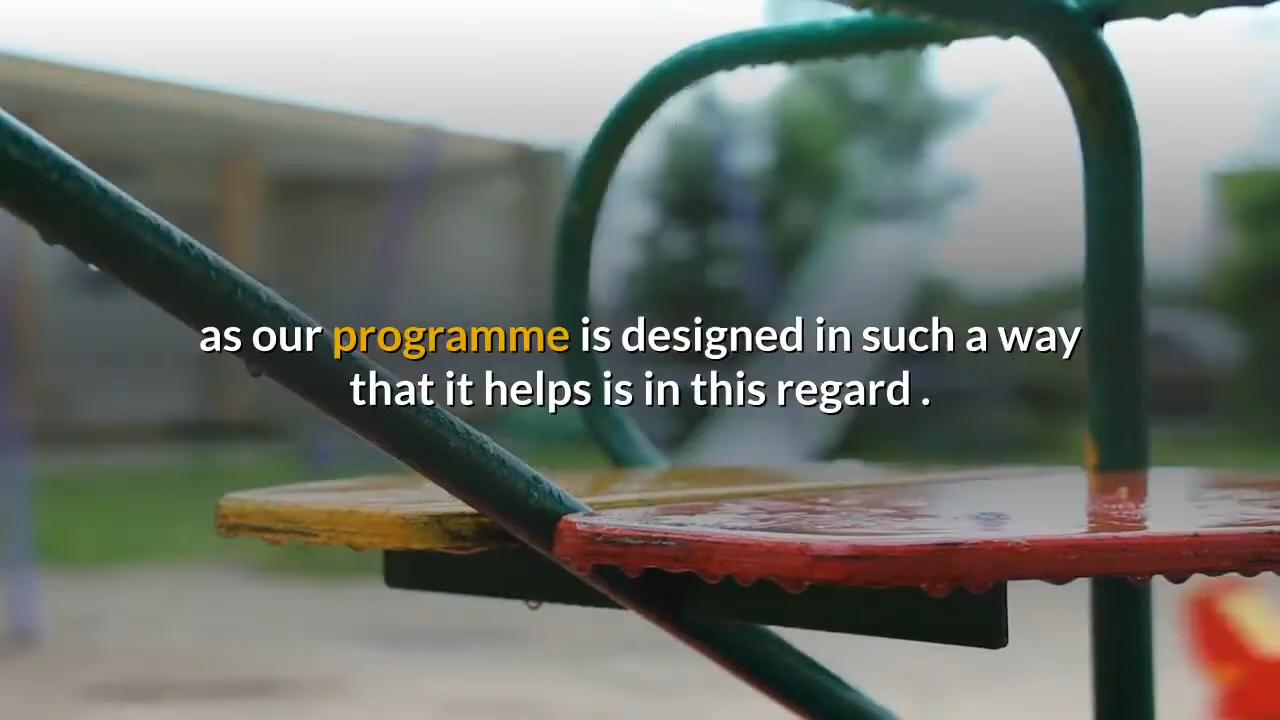 as our programme is designed in such a way
that it helps is in this regard .